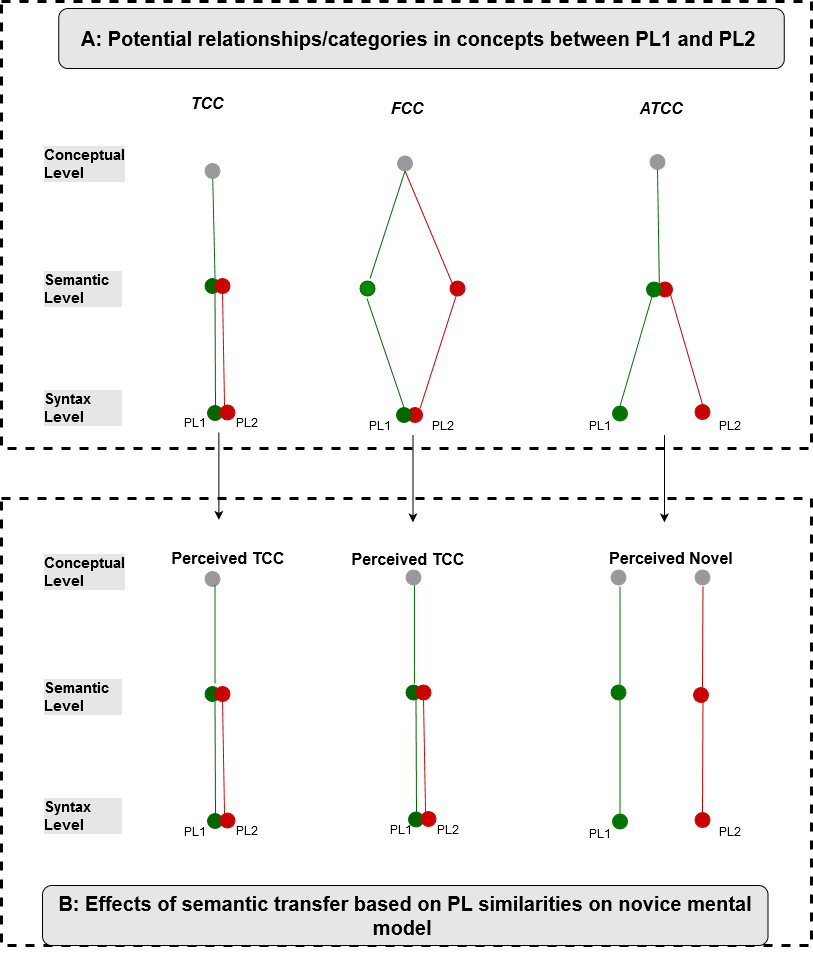 A: Potential relationships/categories in concepts between PL1 and PL2
TCC
FCC
ATCC
Conceptual
Level
Semantic
Level
Syntax
Level
PL1
PL2
PL1
PL2
PL1
PL2
Perceived TCC
Perceived TCC
Perceived Novel
Conceptual
Level
Semantic
Level
Syntax
Level
PL1
PL2
PL1
PL2
PL1
PL2
B: Effects of semantic transfer based on PL similarities on novice mental
model